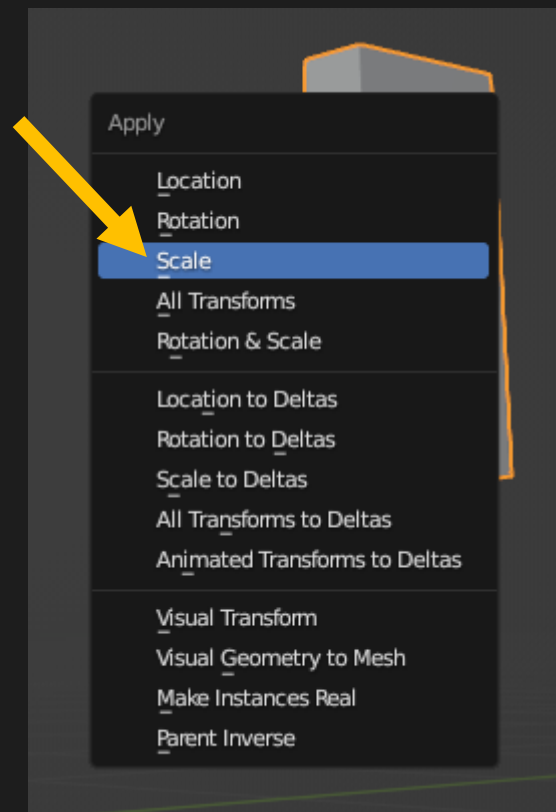 Apply
Location
Rotation
Scale
All Transforms
Rotation & Scale
Location to Deltas
Rotation to Deltas
Scale to Deltas
All Transforms to Deltas
Animated Transforms to Deltas
Visual Transform
Visual Geometry to Mesh
Make Instances Real
Parent Inverse